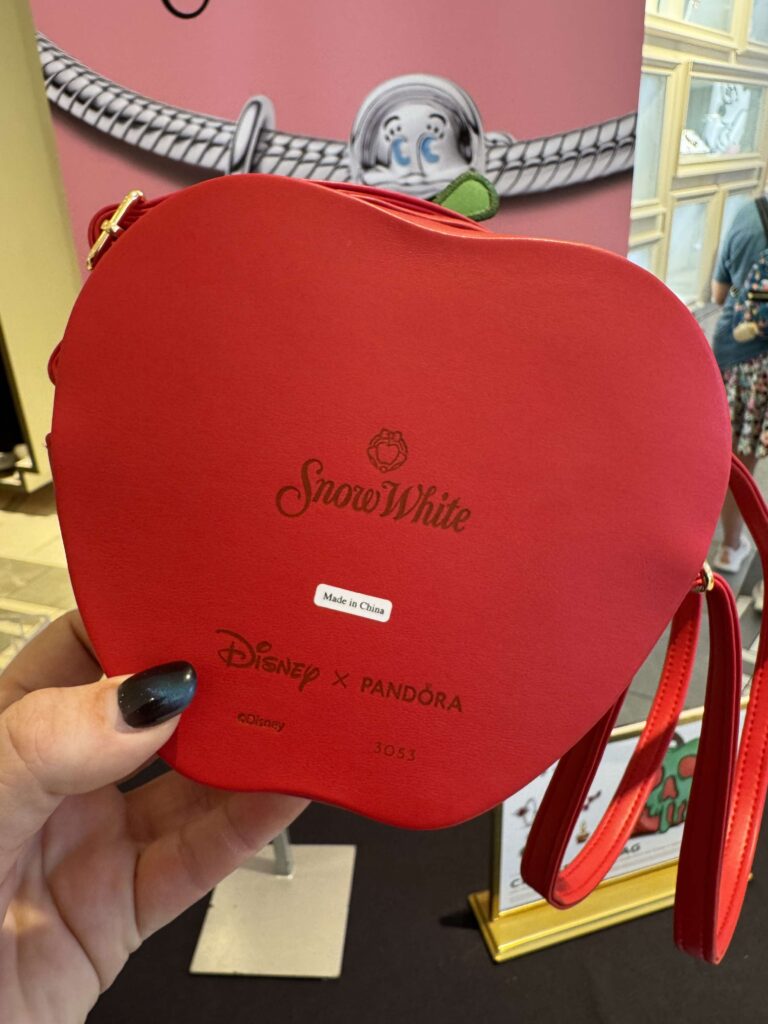 Snow White
Made in China
Disney × PANDORA
©Disney
3053